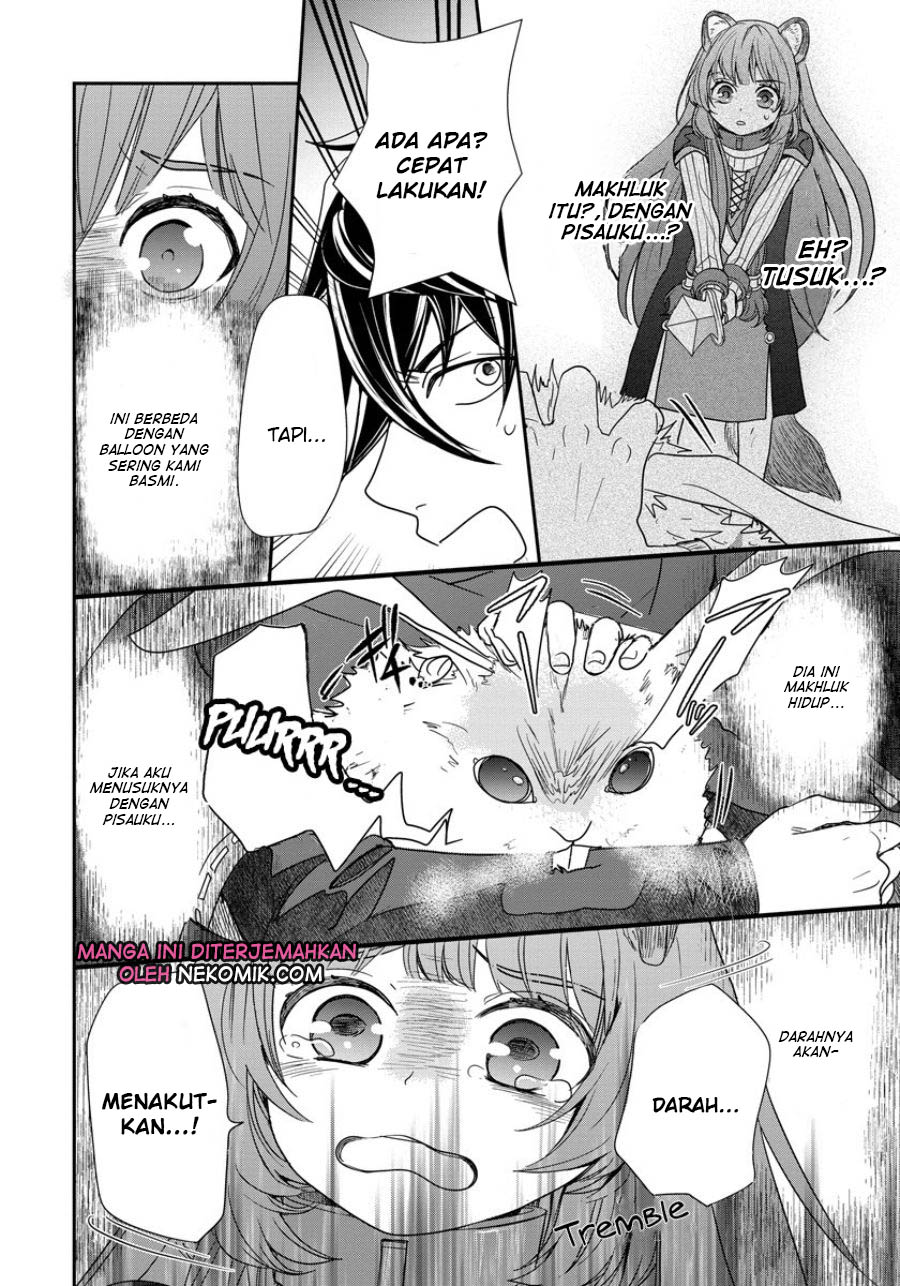 EH?
TUSUK...?
MAKHLUK
ITU?, DENGAN
PISAUKU...?
ADA APA?
CEPAT
LAKUKAN!
TAPI...
INI BERBEDA
DENGAN
BALLOON YANG
SERING KAMI
BASMI.
DIA INI
MAKHLUK
HIDUP...
PUURRR...
JIKA AKU
MENUSUKNYA
DENGAN
PISAUKU...
MANGA INI DITERJEMAHKAN
OLEH NEKOMIK.COM
DARAHNYA
AKAN-
DARAH...
MENAKUT-
KAN...!
TREMBLE